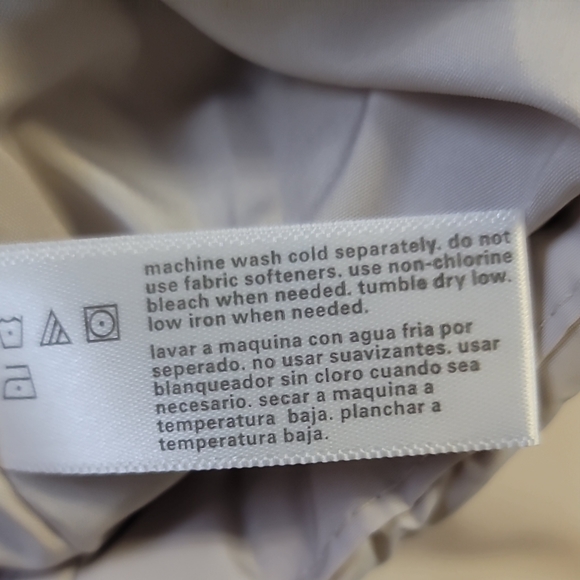 machine wash cold separately. do not
use fabric softeners. use non-chlorine
bleach when needed. tumble dry low.
low iron when needed.
lavar a maquina con agua fria por
seperado. no usar suavizantes. usar
blanqueador sin cloro cuando sea
necesario. secar a maquina a
temperatura baja. planchar a
temperatura baja.